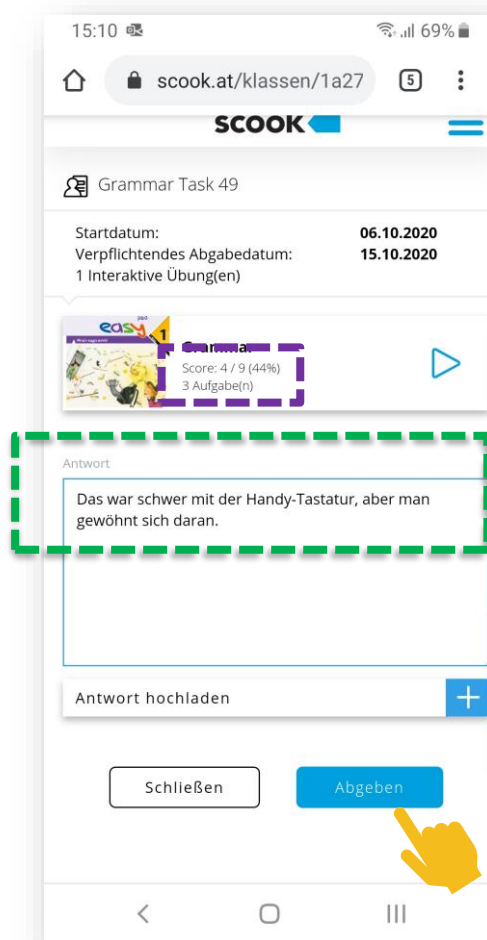 15:10 69%
scook.at/klassen/1a27 5
SCOOK
Grammar Task 49
Startdatum: 06.10.2020
Verpflichtendes Abgabedatum: 15.10.2020
1 Interaktive Übung(en)
easy 1
Grammar
Score: 4 / 9 (44%)
3 Aufgabe(n)
Antwort
Das war schwer mit der Handy-Tastatur, aber man
gewöhnt sich daran.
Antwort hochladen
Schließen Abgeben